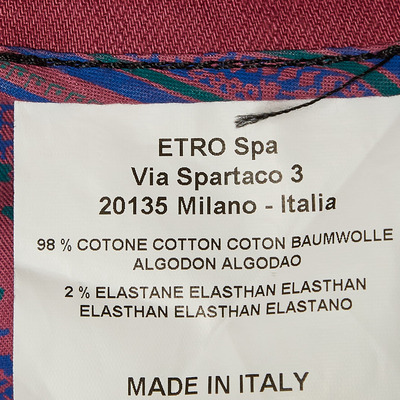 ETRO Spa
Via Spartaco 3
20135 Milano - Italia
98 % COTONE COTTON COTON BAUMWOLLE
ALGODON ALGODAO
2 % ELASTANE ELASTHAN ELASTHAN
ELASTHAN ELASTHAN ELASTANO
MADE IN ITALY